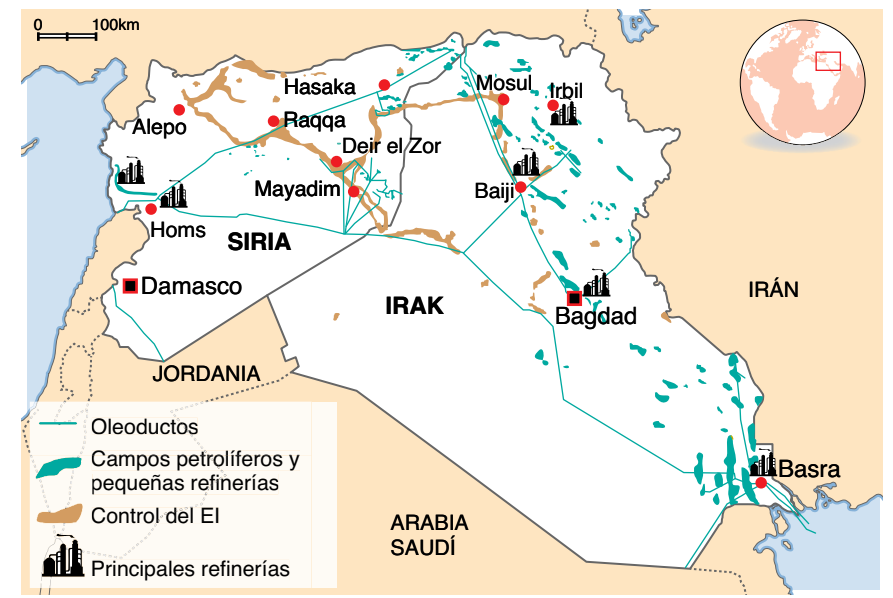 0 100km
Hasaka
Mosul
Irbil
Alepo
Raqqa
Deir el Zor
Mayadim
Baiji
Homs
SIRIA
Damasco
IRAK
Bagdad
IRÁN
JORDANIA
Basra
ARABIA
SAUDÍ
Oleoductos
Campos petrolíferos y
pequeñas refinerías
Control del EI
Principales refinerías